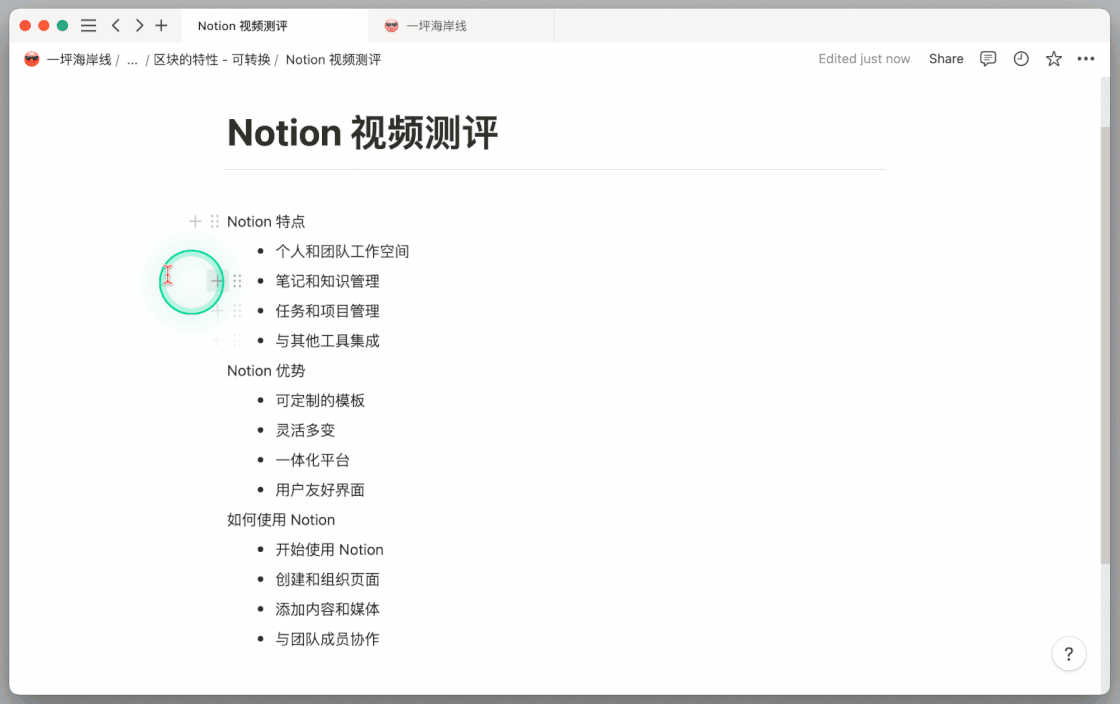 Notion 视频测评
一坪海岸线
一坪海岸线 / ... / 区块的特性 - 可转换 / Notion 视频测评
Edited just now Share
Notion 视频测评
Notion 特点
• 个人和团队工作空间
• 笔记和知识管理
• 任务和项目管理
• 与其他工具集成
Notion 优势
• 可定制的模板
• 灵活多变
• 一体化平台
• 用户友好界面
如何使用 Notion
• 开始使用 Notion
• 创建和组织页面
• 添加内容和媒体
• 与团队成员协作
?